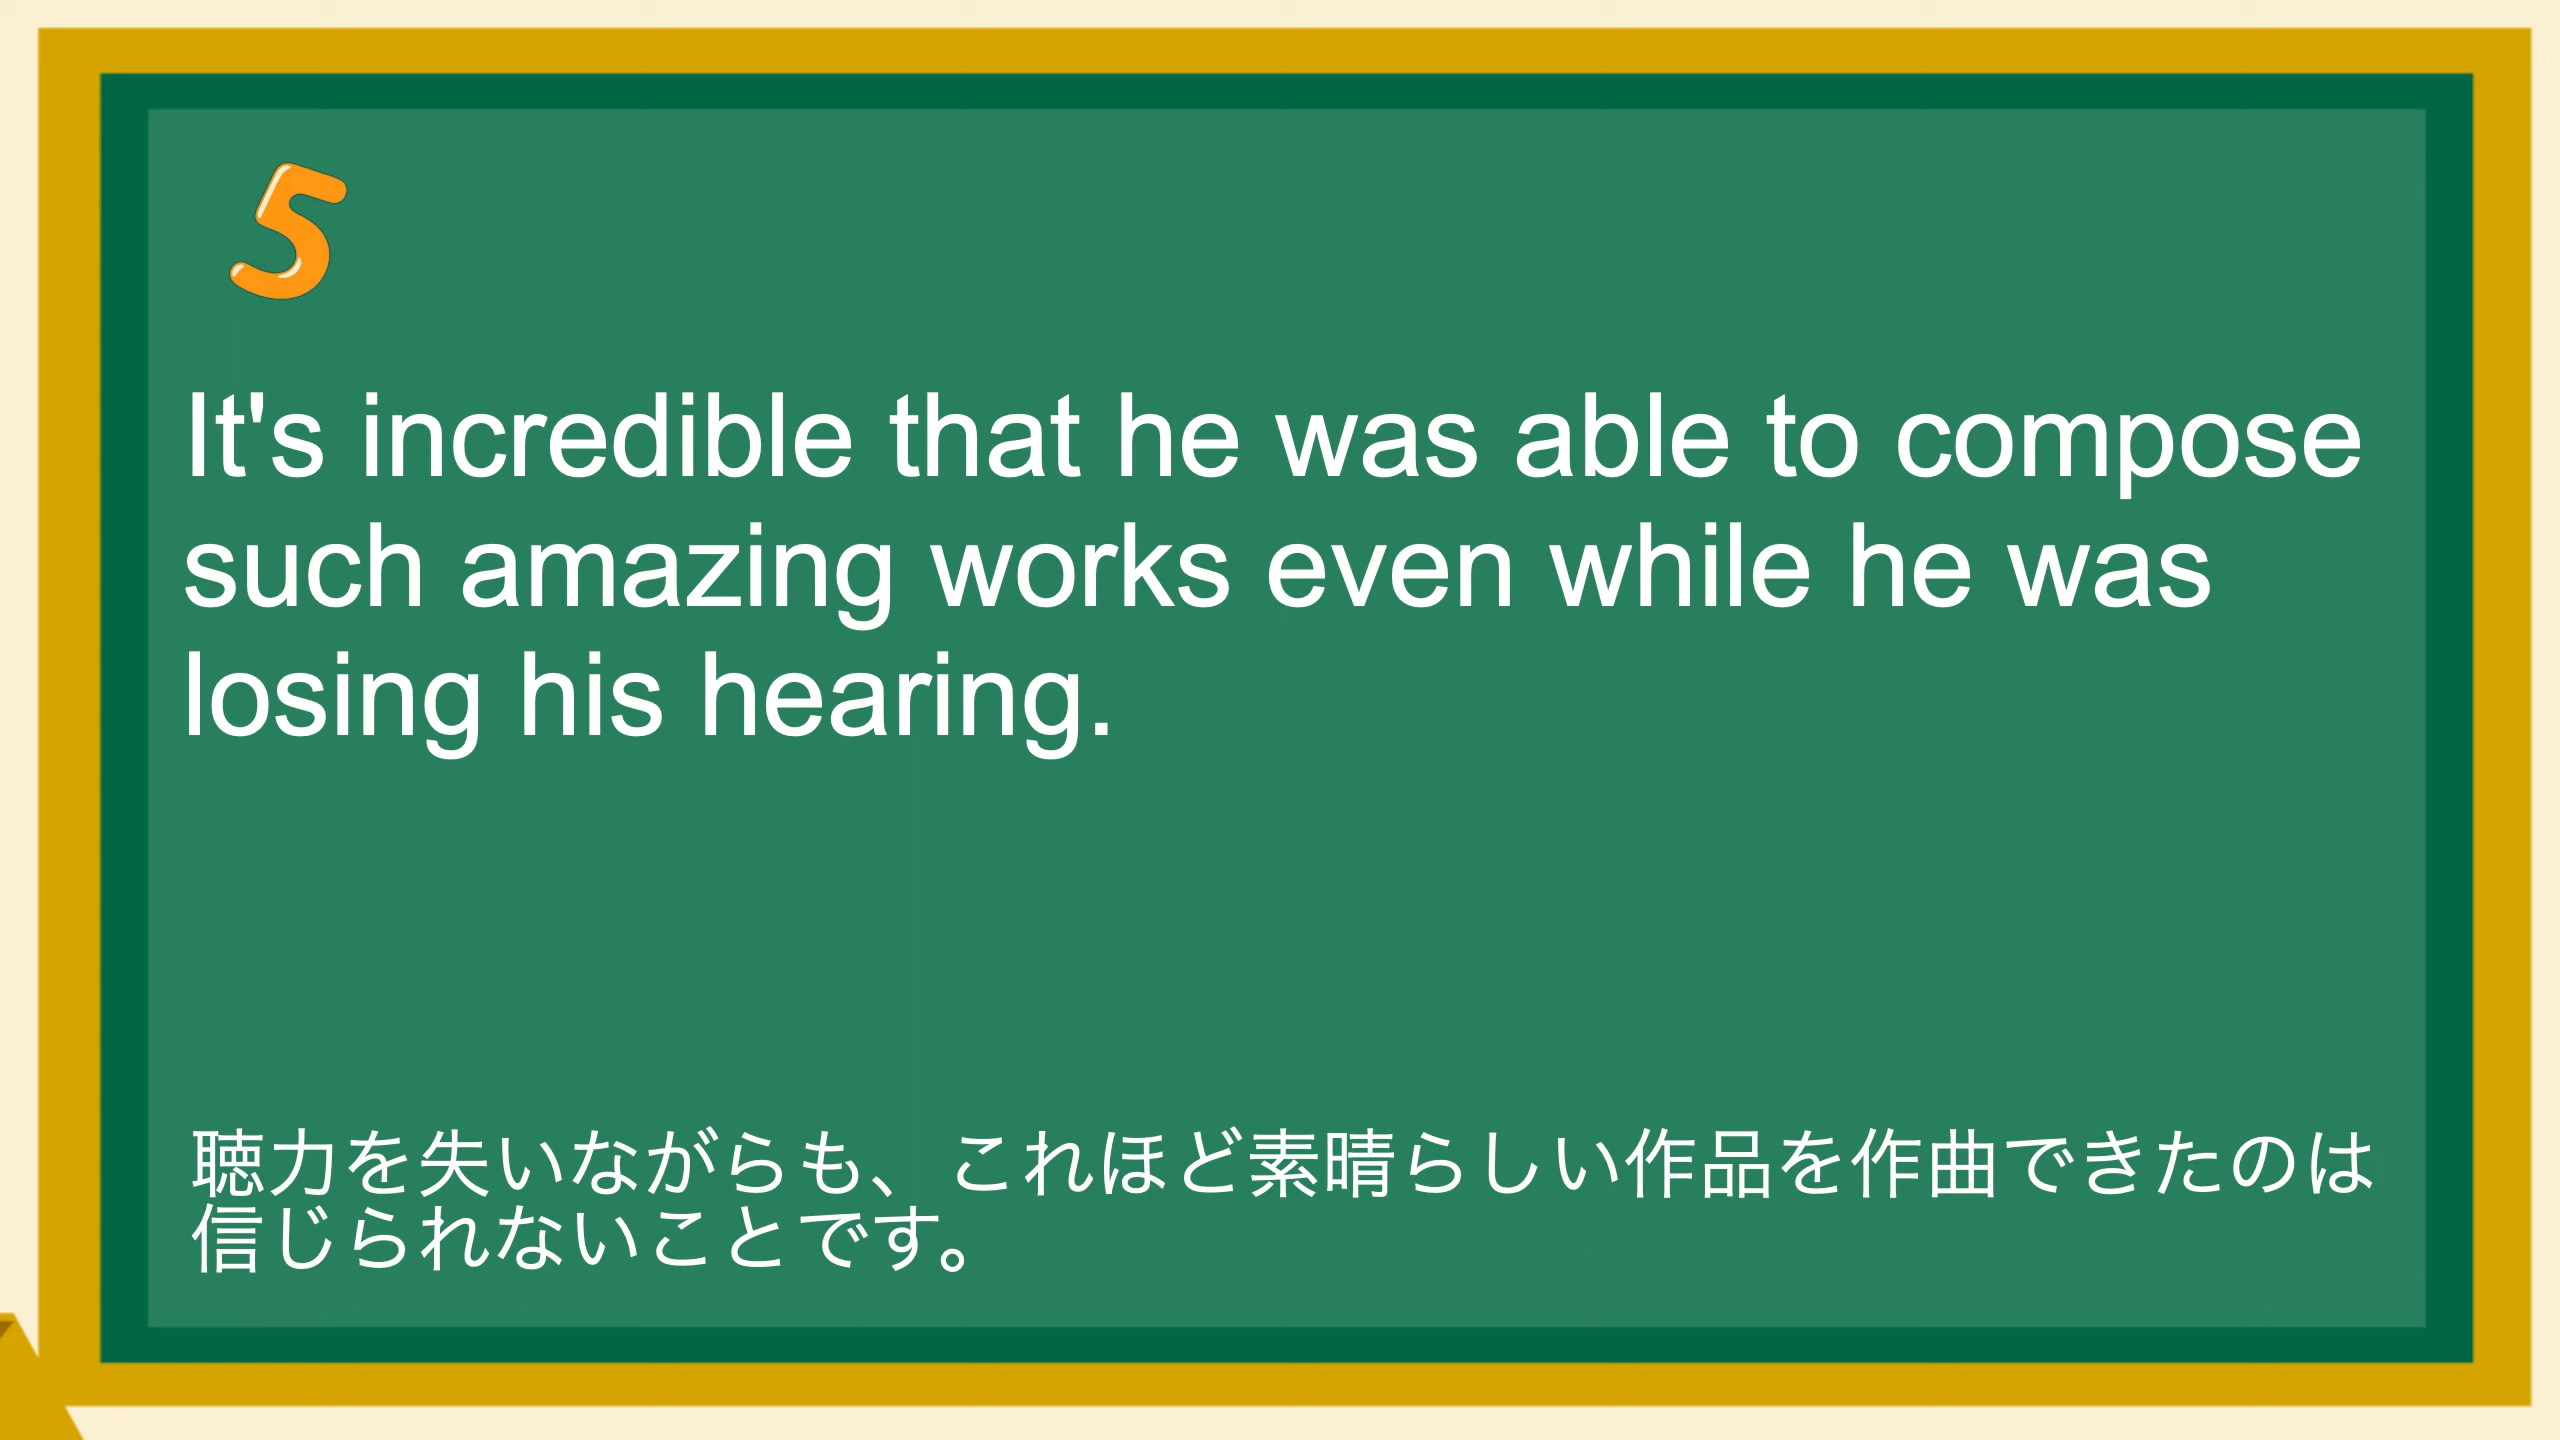 5
It's incredible that he was able to compose
such amazing works even while he was
losing his hearing.
聴力を失いながらも、これほど素晴らしい作品を作曲できたのは
信じられないことです。